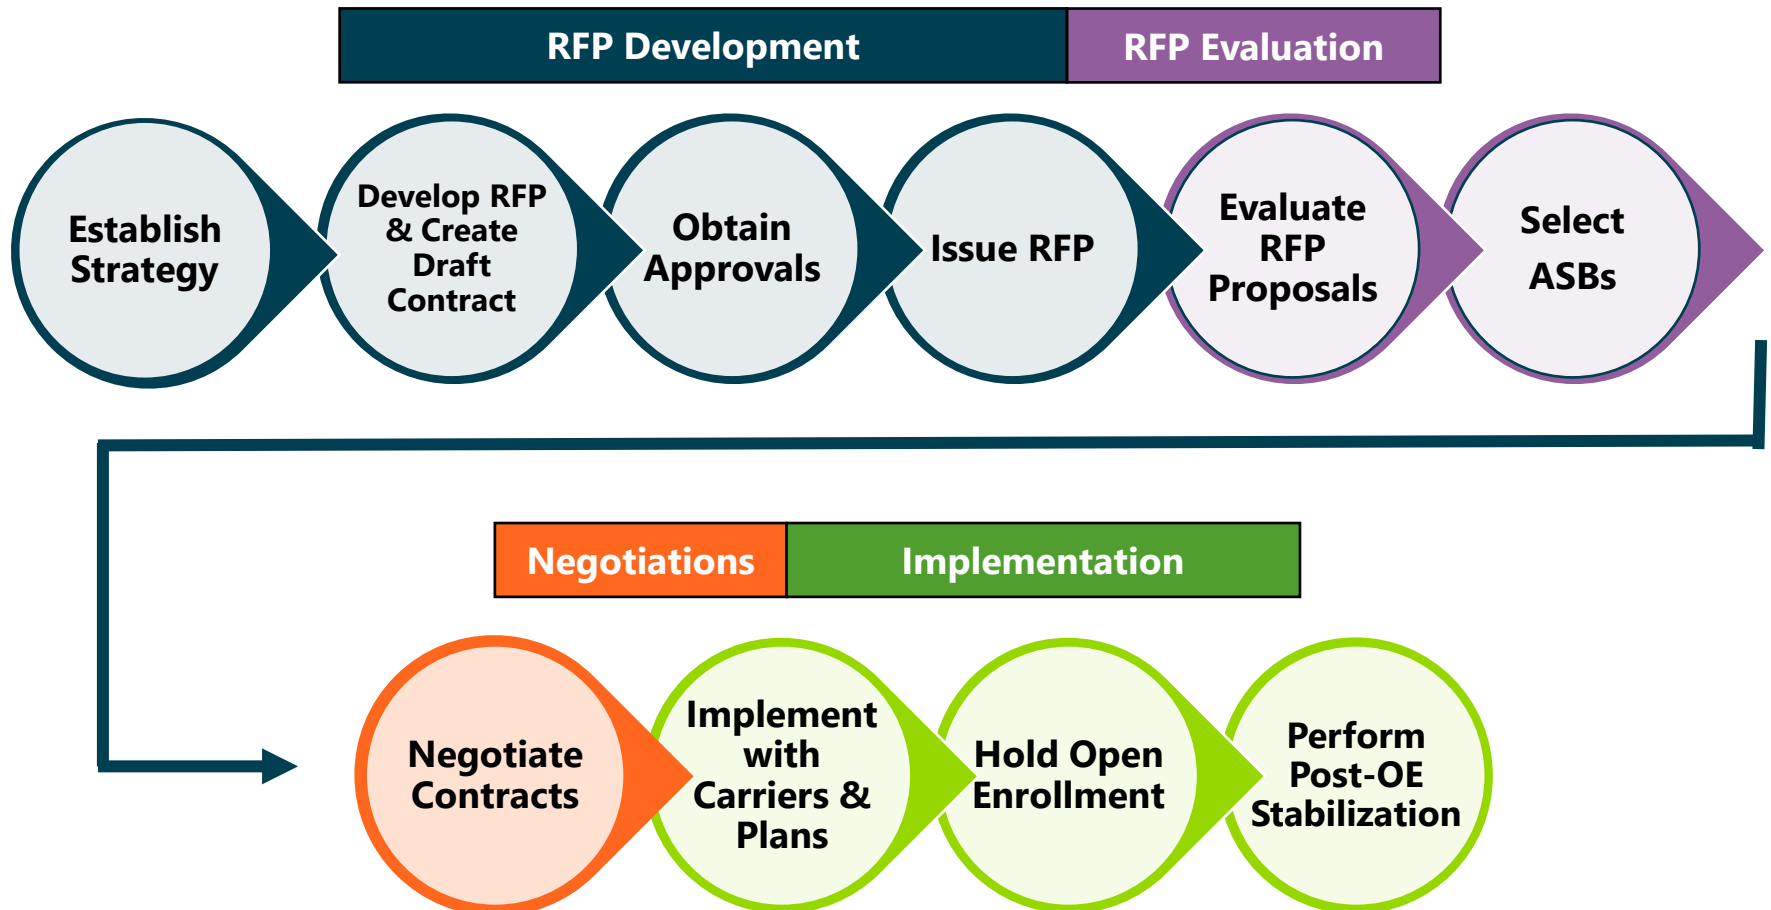 RFP Development
RFP Evaluation
Establish
Strategy
Develop RFP
& Create
Draft
Contract
Obtain
Approvals
Issue RFP
Evaluate
RFP
Proposals
Select
ASBs
Negotiations
Implementation
Negotiate
Contracts
Implement
with
Carriers &
Plans
Hold Open
Enrollment
Perform
Post-OE
Stabilization